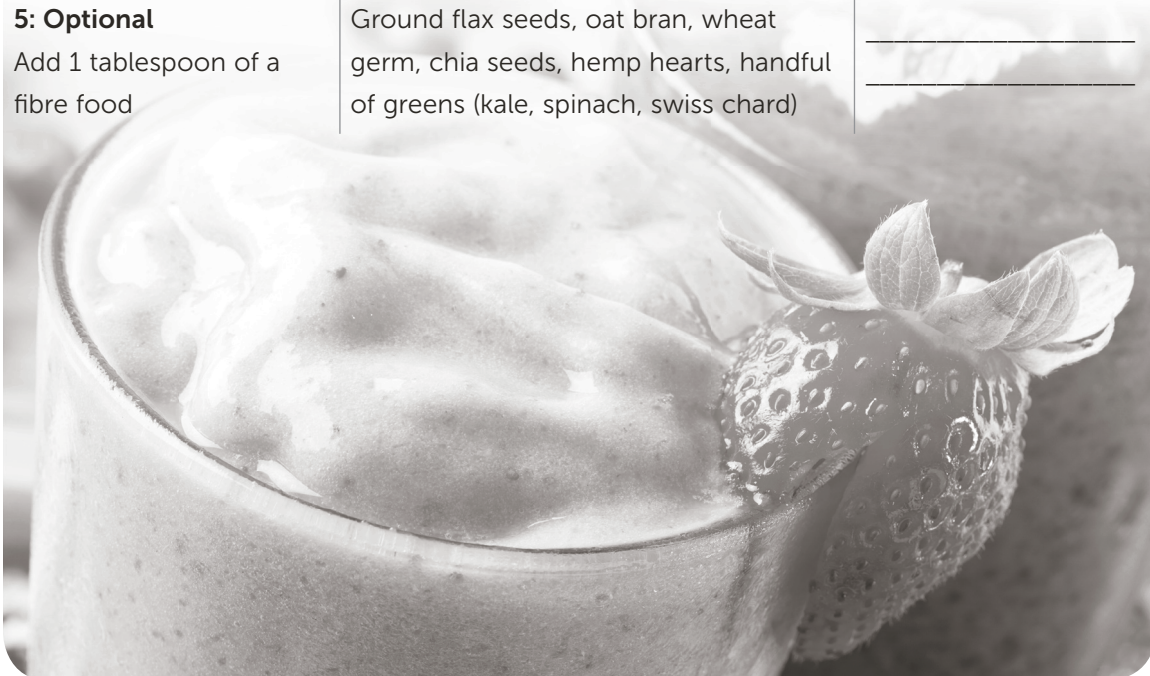 5: Optional
Add 1 tablespoon of a
fibre food
Ground flax seeds, oat bran, wheat
germ, chia seeds, hemp hearts, handful
of greens (kale, spinach, swiss chard)